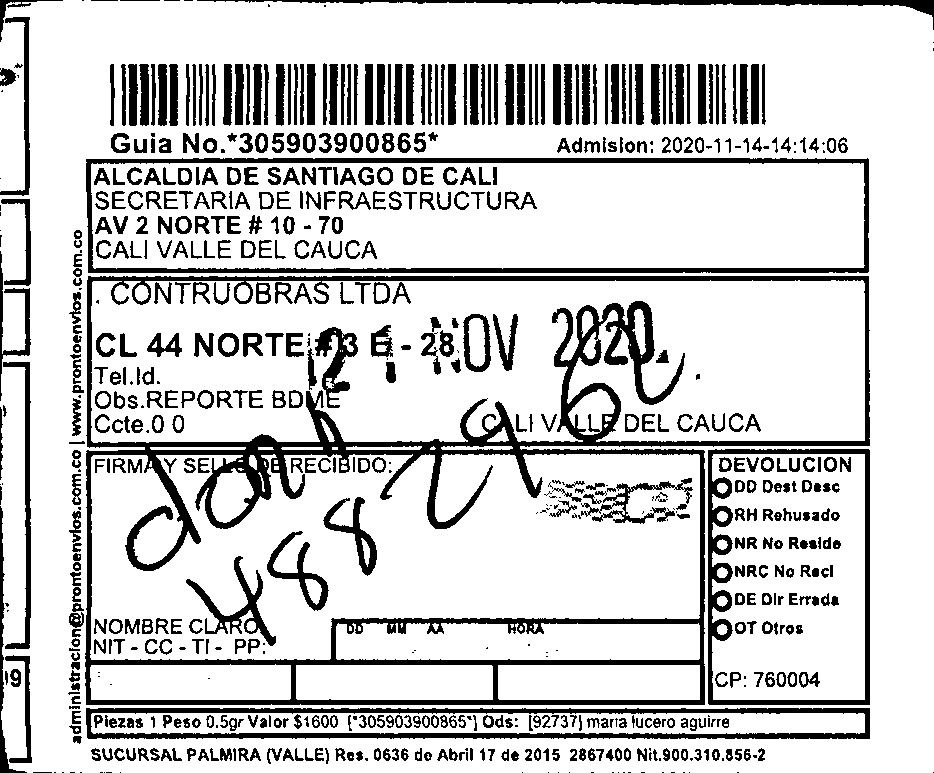 Guia No.*305903900865*
Admision: 2020-11-14-14:14:06
ALCALDIA DE SANTIAGO DE CALI
SECRETARIA DE INFRAESTRUCTURA
AV 2 NORTE # 10 - 70
CALI VALLE DEL CAUCA
. CONTRUOBRAS LTDA
CL 44 NORTE # 3 E - 28
NOV 2020
Tel.Id.
Obs.REPORTE BDME
Ccte.0 0
CALI VALLE DEL CAUCA
FIRMA Y SELLO DE RECIBIDO:
NOMBRE CLARO
NIT - CC - TI - PP:
DD MM AA HORA
DEVOLUCION
DD Dest Desc
RH Rehusado
NR No Reside
NRC No Recl
DE Dir Errada
OT Otros
CP: 760004
Piezas 1 Peso 0.5gr Valor $1600 (*305903900865*) Ods: [92737] maria lucero aguirre
SUCURSAL PALMIRA (VALLE) Res. 0636 de Abril 17 de 2015 2867400 Nit.900.310.856-2
administracion@prontoenvios.com.co | www.prontoenvios.com.co